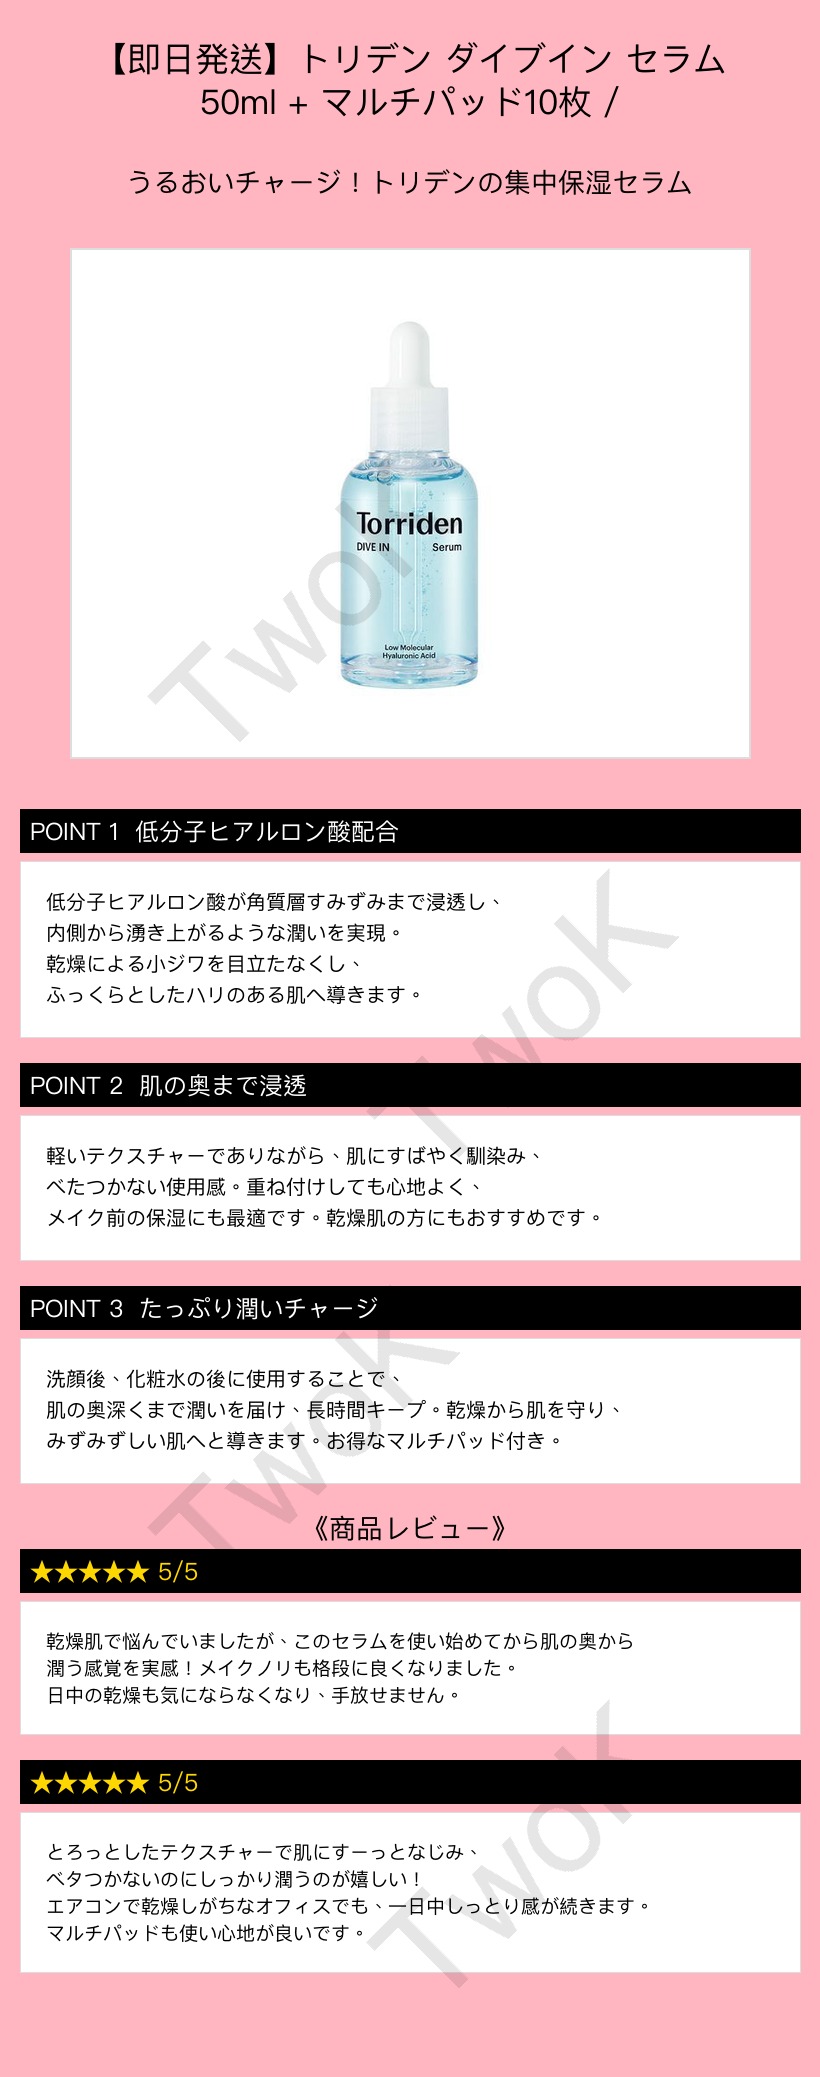 【即日発送】トリデン ダイブイン セラム
50ml + マルチパッド10枚 /
うるおいチャージ！トリデンの集中保湿セラム
Torriden
DIVE IN Serum
Low Molecular
Hyaluronic Acid
TwoK
POINT 1 低分子ヒアルロン酸配合
低分子ヒアルロン酸が角質層すみずみまで浸透し、
内側から湧き上がるような潤いを実現。
乾燥による小ジワを目立たなくし、
ふっくらとしたハリのある肌へ導きます。
TwoK
POINT 2 肌の奥まで浸透
軽いテクスチャーでありながら、肌にすばやく馴染み、
べたつかない使用感。重ね付けしても心地よく、
メイク前の保湿にも最適です。乾燥肌の方にもおすすめです。
POINT 3 たっぷり潤いチャージ
洗顔後、化粧水の後に使用することで、
肌の奥深くまで潤いを届け、長時間キープ。乾燥から肌を守り、
みずみずしい肌へと導きます。お得なマルチパッド付き。
TwoK
《商品レビュー》
★★★★★ 5/5
乾燥肌で悩んでいましたが、このセラムを使い始めてから肌の奥から
潤う感覚を実感！メイクノリも格段に良くなりました。
日中の乾燥も気にならなくなり、手放せません。
★★★★★ 5/5
とろっとしたテクスチャーで肌にすーっとなじみ、
ベタつかないのにしっかり潤うのが嬉しい！
エアコンで乾燥しがちなオフィスでも、一日中しっとり感が続きます。
マルチパッドも使い心地が良いです。
TwoK